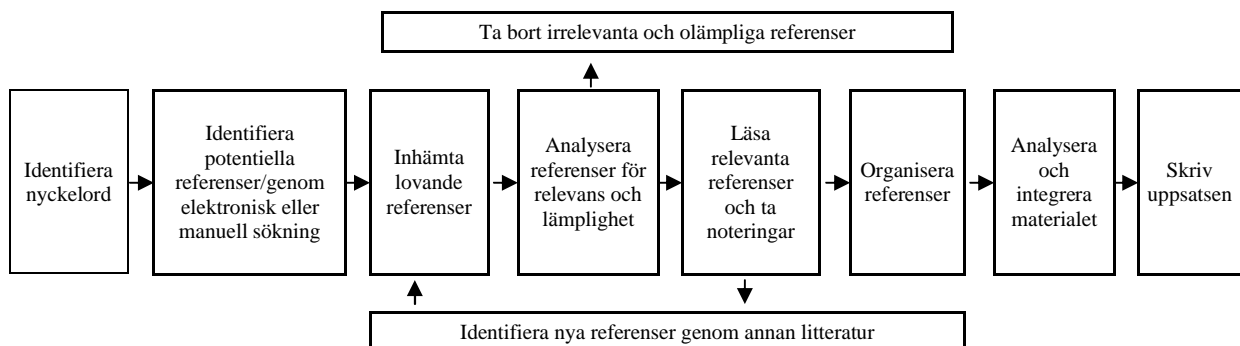 Ta bort irrelevanta och olämpliga referenser
Identifiera
nyckelord
Identifiera
potentiella
referenser/genom
elektronisk eller
manuell sökning
Inhämta
lovande
referenser
Analysera
referenser för
relevans och
lämplighet
Läsa
relevanta
referenser
och ta
noteringar
Organisera
referenser
Analysera
och
integrera
materialet
Skriv
uppsatsen
Identifiera nya referenser genom annan litteratur